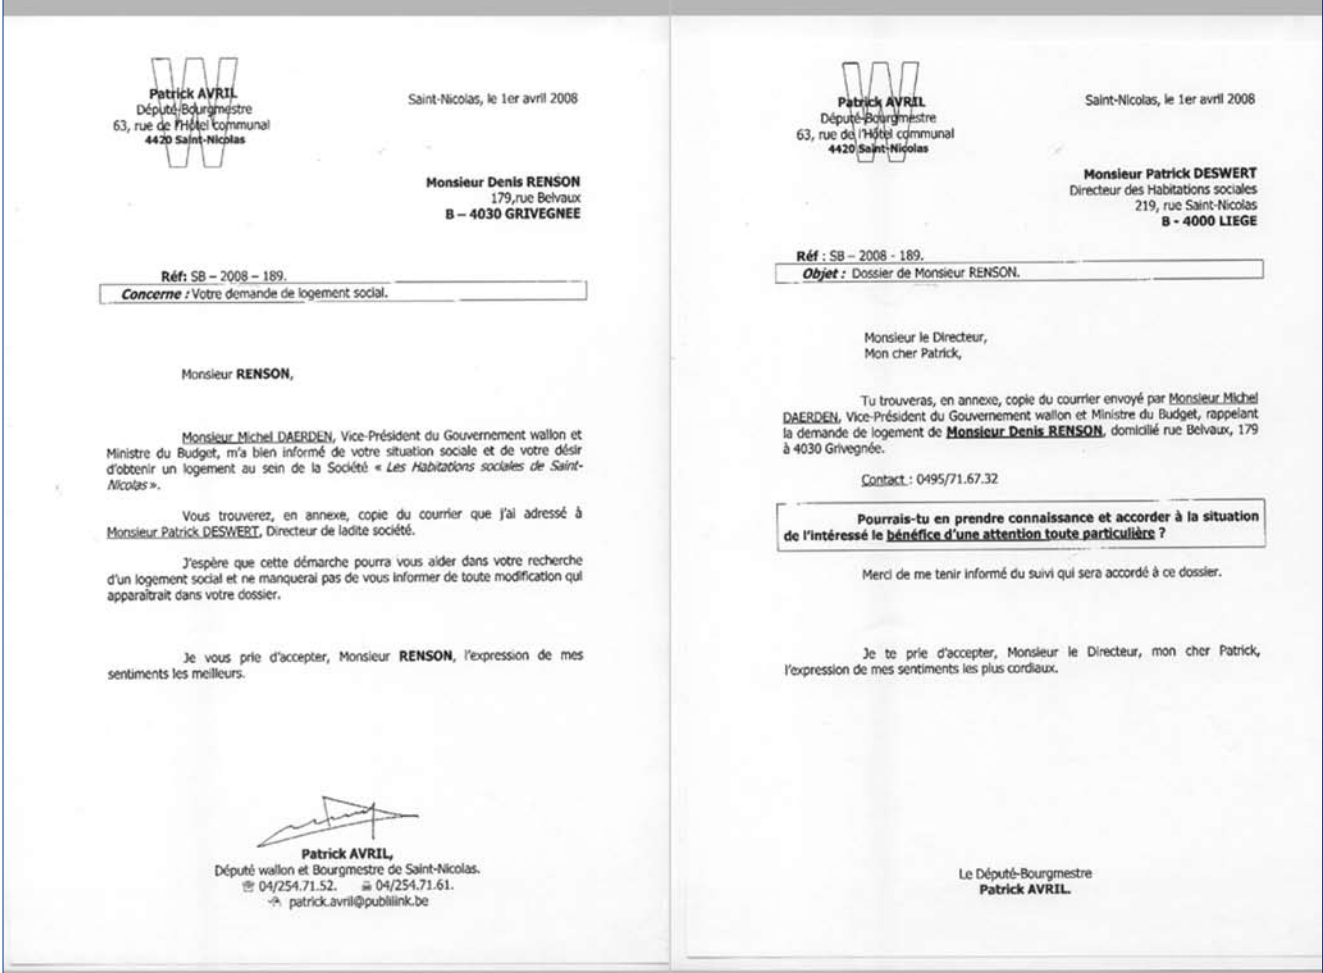 Patrick AVRIL
Député-Bourgmestre
63, rue de l'Hôtel communal
4420 Saint-Nicolas
Saint-Nicolas, le 1er avril 2008
Monsieur Denis RENSON
179,rue Belvaux
B – 4030 GRIVEGNEE
Réf: SB – 2008 – 189.
Concerne : Votre demande de logement social.
Monsieur RENSON,
Monsieur Michel DAERDEN, Vice-Président du Gouvernement wallon et
Ministre du Budget, m'a bien informé de votre situation sociale et de votre désir
d'obtenir un logement au sein de la Société « Les Habitations sociales de Saint-
Nicolas ».
Vous trouverez, en annexe, copie du courrier que j'ai adressé à
Monsieur Patrick DESWERT, Directeur de ladite société.
J'espère que cette démarche pourra vous aider dans votre recherche
d'un logement social et ne manquerai pas de vous informer de toute modification qui
apparaîtrait dans votre dossier.
Je vous prie d'accepter, Monsieur RENSON, l'expression de mes
sentiments les meilleurs.
Patrick AVRIL,
Député wallon et Bourgmestre de Saint-Nicolas.
☎ 04/254.71.52. 04/254.71.61.
patrick.avril@publilink.be
Patrick AVRIL
Député-Bourgmestre
63, rue de l'Hôtel communal
4420 Saint-Nicolas
Saint-Nicolas, le 1er avril 2008
Monsieur Patrick DESWERT
Directeur des Habitations sociales
219, rue Saint-Nicolas
B - 4000 LIEGE
Réf : SB – 2008 - 189.
Objet : Dossier de Monsieur RENSON.
Monsieur le Directeur,
Mon cher Patrick,
Tu trouveras, en annexe, copie du courrier envoyé par Monsieur Michel
DAERDEN, Vice-Président du Gouvernement wallon et Ministre du Budget, rappelant
la demande de logement de Monsieur Denis RENSON, domicilié rue Belvaux, 179
à 4030 Grivegnée.
Contact : 0495/71.67.32
Pourrais-tu en prendre connaissance et accorder à la situation
de l'intéressé le bénéfice d'une attention toute particulière ?
Merci de me tenir informé du suivi qui sera accordé à ce dossier.
Je te prie d'accepter, Monsieur le Directeur, mon cher Patrick,
l'expression de mes sentiments les plus cordiaux.
Le Député-Bourgmestre
Patrick AVRIL.